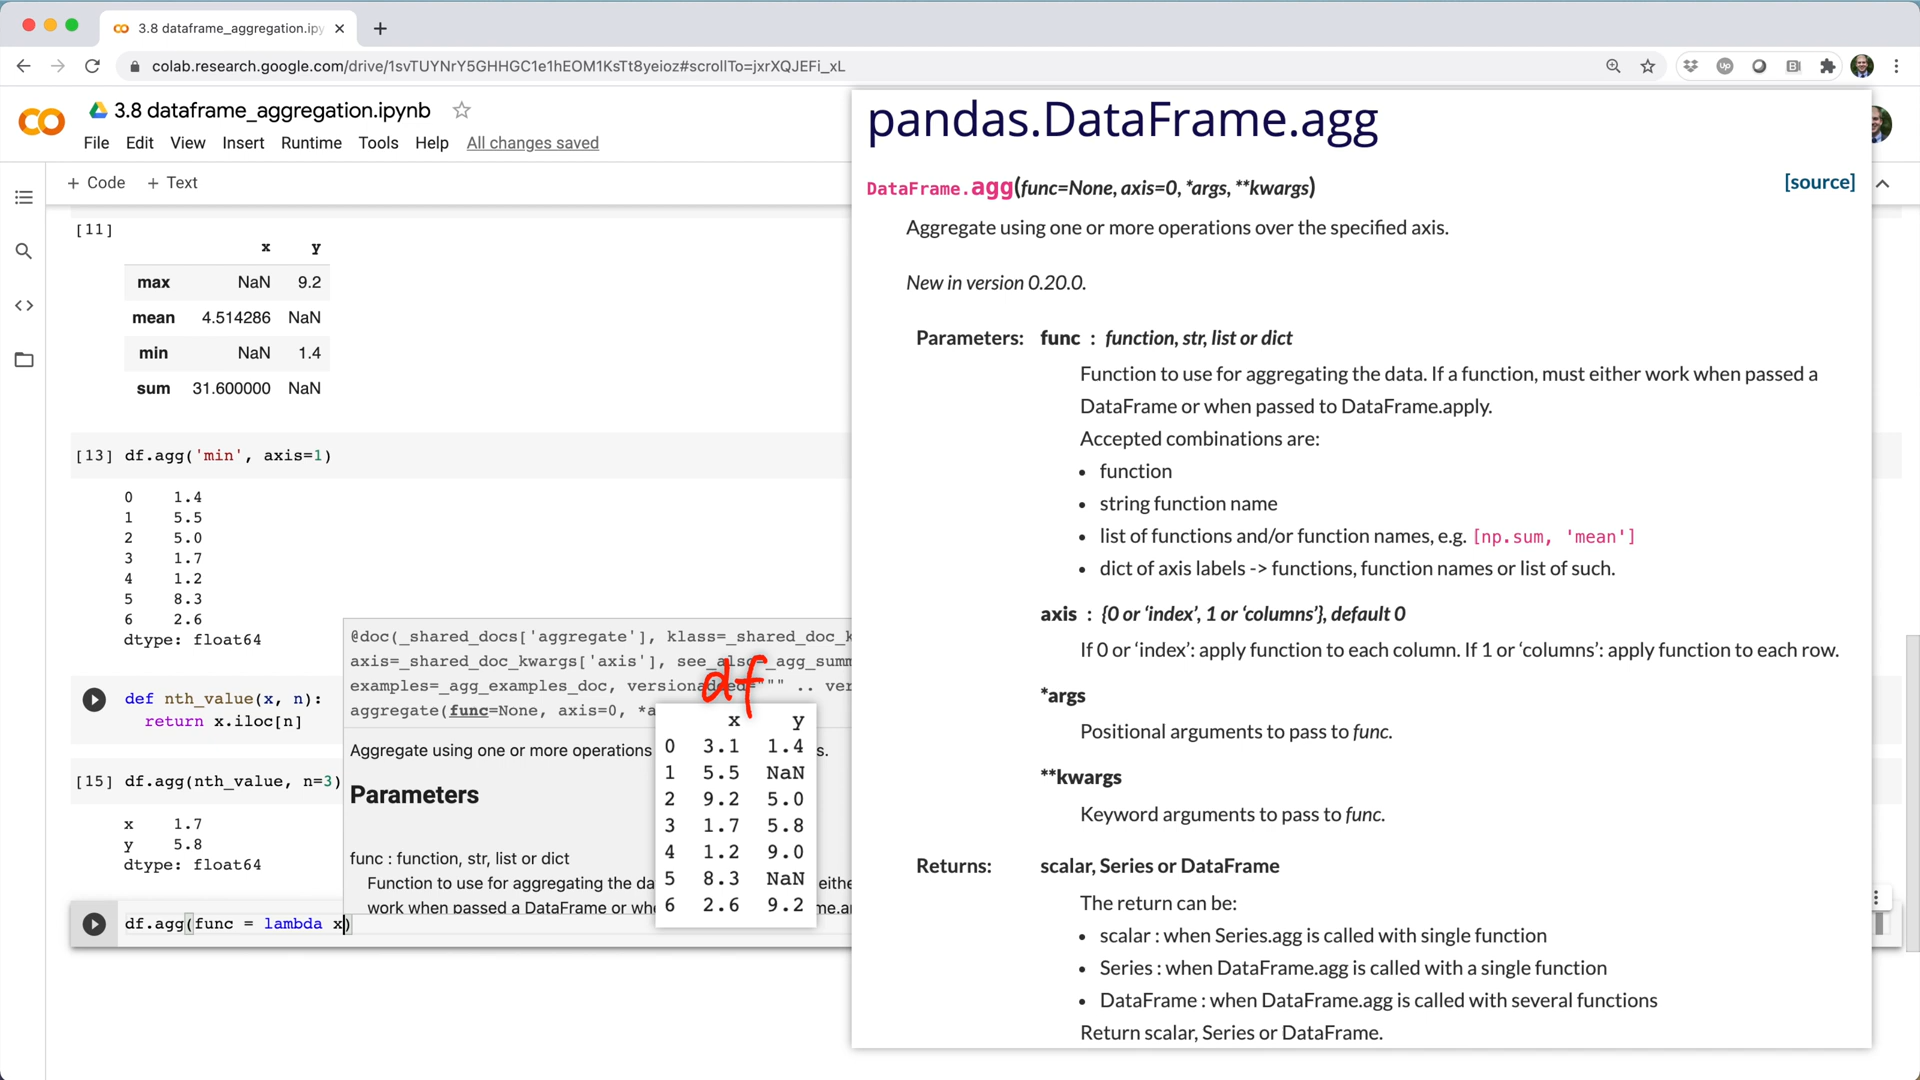 3.8 dataframe_aggregation.ipynb
colab.research.google.com/drive/1svTUYNrY5GHHGC1e1hEOM1KsTt8yeioz#scrollTo=jxrXQJEFi_xL
3.8 dataframe_aggregation.ipynb
File Edit View Insert Runtime Tools Help All changes saved
+ Code + Text
[11]
x y
max NaN 9.2
mean 4.514286 NaN
min NaN 1.4
sum 31.600000 NaN
[13] df.agg('min', axis=1)
0 1.4
1 5.5
2 5.0
3 1.7
4 1.2
5 8.3
6 2.6
dtype: float64
def nth_value(x, n):
return x.iloc[n]
[15] df.agg(nth_value, n=3)
x 1.7
y 5.8
dtype: float64
df.agg(func = lambda x)
@doc(_shared_docs['aggregate'], klass=_shared_doc_k
axis=_shared_doc_kwargs['axis'], see_also=_agg_summ
examples=_agg_examples_doc, versionadded=""" .. ver
aggregate(func=None, axis=0, *a
Aggregate using one or more operations s.
Parameters
func : function, str, list or dict
Function to use for aggregating the da eithe
work when passed a DataFrame or whe
df
x y
0 3.1 1.4
1 5.5 NaN
2 9.2 5.0
3 1.7 5.8
4 1.2 9.0
5 8.3 NaN
6 2.6 9.2
pandas.DataFrame.agg
DataFrame.agg(func=None, axis=0, *args, **kwargs) [source]
Aggregate using one or more operations over the specified axis.
New in version 0.20.0.
Parameters: func : function, str, list or dict
Function to use for aggregating the data. If a function, must either work when passed a
DataFrame or when passed to DataFrame.apply.
Accepted combinations are:
• function
• string function name
• list of functions and/or function names, e.g. [np.sum, 'mean']
• dict of axis labels -> functions, function names or list of such.
axis : {0 or ‘index’, 1 or ‘columns’}, default 0
If 0 or ‘index’: apply function to each column. If 1 or ‘columns’: apply function to each row.
*args
Positional arguments to pass to func.
**kwargs
Keyword arguments to pass to func.
Returns: scalar, Series or DataFrame
The return can be:
• scalar : when Series.agg is called with single function
• Series : when DataFrame.agg is called with a single function
• DataFrame : when DataFrame.agg is called with several functions
Return scalar, Series or DataFrame.